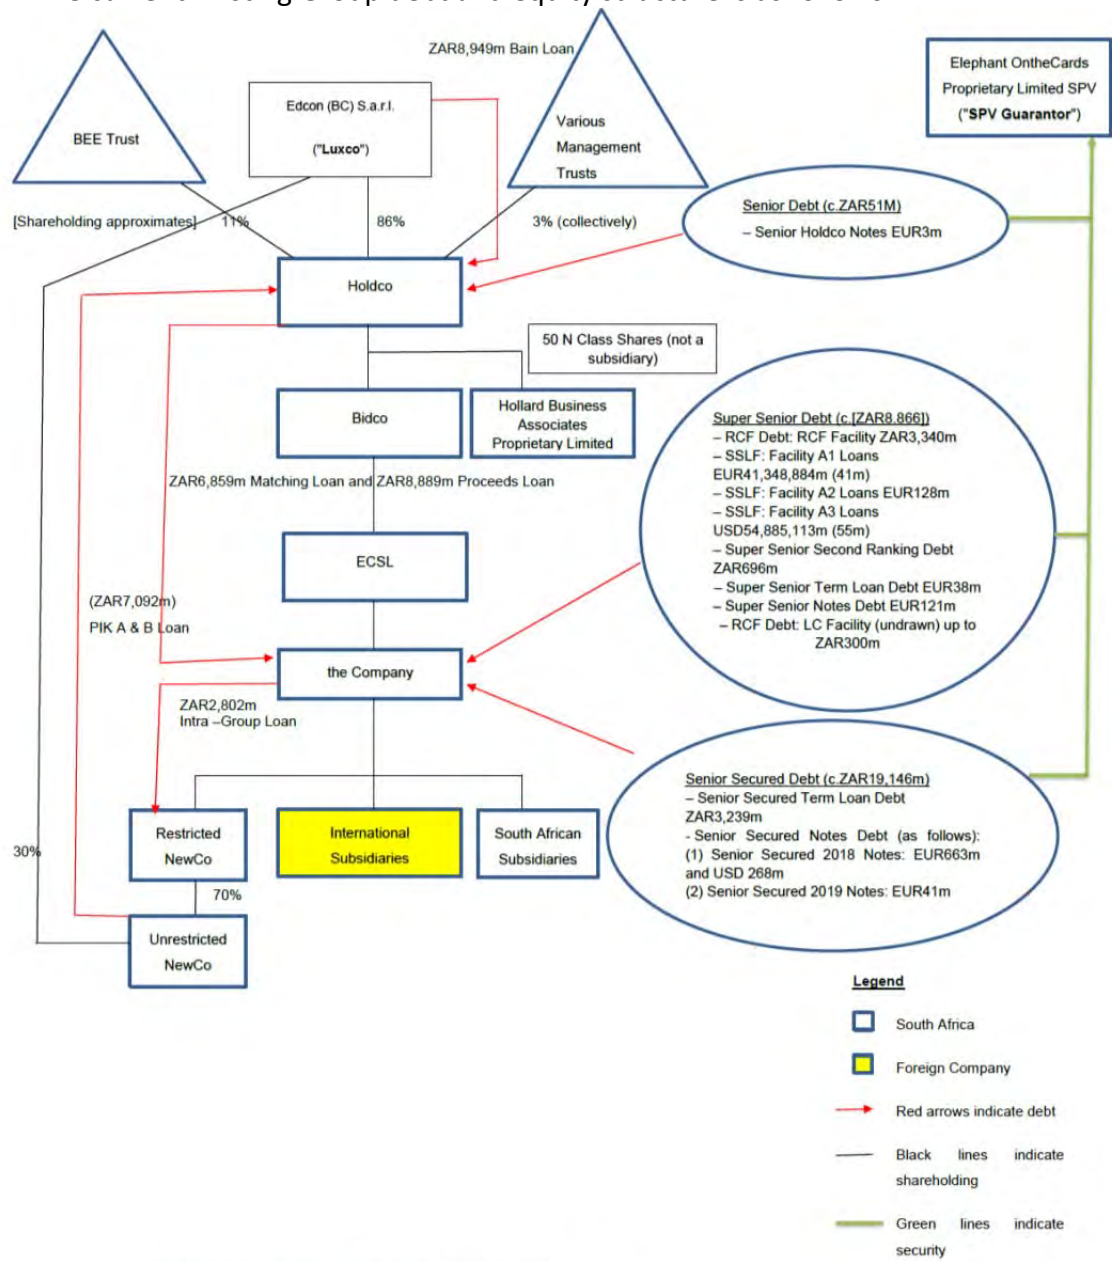 ZAR8,949m Bain Loan
BEE Trust
Edcon (BC) S.a.r.l.
("Luxco")
Various
Management
Trusts
Elephant OntheCards
Proprietary Limited SPV
("SPV Guarantor")
[Shareholding approximates]
11%
86%
3% (collectively)
Senior Debt (c.ZAR51M)
– Senior Holdco Notes EUR3m
Holdco
50 N Class Shares (not a
subsidiary)
Bidco
Hollard Business
Associates
Proprietary Limited
ZAR6,859m Matching Loan and ZAR8,889m Proceeds Loan
Super Senior Debt (c.[ZAR8.866])
– RCF Debt: RCF Facility ZAR3,340m
– SSLF: Facility A1 Loans
EUR41,348,884m (41m)
– SSLF: Facility A2 Loans EUR128m
– SSLF: Facility A3 Loans
USD54,885,113m (55m)
– Super Senior Second Ranking Debt
ZAR696m
– Super Senior Term Loan Debt EUR38m
– Super Senior Notes Debt EUR121m
– RCF Debt: LC Facility (undrawn) up to
ZAR300m
ECSL
(ZAR7,092m)
PIK A & B Loan
the Company
ZAR2,802m
Intra –Group Loan
Senior Secured Debt (c.ZAR19,146m)
– Senior Secured Term Loan Debt
ZAR3,239m
- Senior Secured Notes Debt (as follows):
(1) Senior Secured 2018 Notes: EUR663m
and USD 268m
(2) Senior Secured 2019 Notes: EUR41m
Restricted
NewCo
International
Subsidiaries
South African
Subsidiaries
30%
70%
Unrestricted
NewCo
Legend
South Africa
Foreign Company
Red arrows indicate debt
Black lines indicate
shareholding
Green lines indicate
security